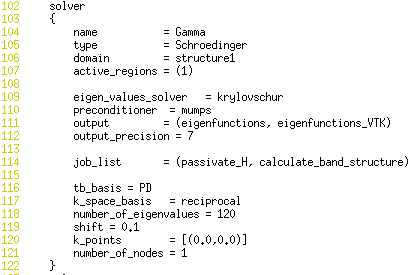 102 solver
103 {
104 name = Gamma
105 type = Schroedinger
106 domain = structure1
107 active_regions = (1)
108
109 eigen_values_solver = krylovschur
110 preconditioner = mumps
111 output = (eigenfunctions, eigenfunctions_VTK)
112 output_precision = 7
113
114 job_list = (passivate_H, calculate_band_structure)
115
116 tb_basis = PD
117 k_space_basis = reciprocal
118 number_of_eigenvalues = 120
119 shift = 0.1
120 k_points = [(0.0,0.0)]
121 number_of_nodes = 1
122 }